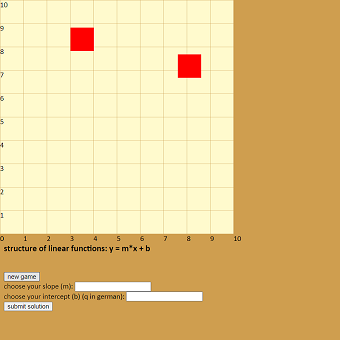 10
9
8
7
6
5
4
3
2
1
0 1 2 3 4 5 6 7 8 9 10
structure of linear functions: y = m*x + b
new game
choose your slope (m):
choose your intercept (b) (q in german):
submit solution